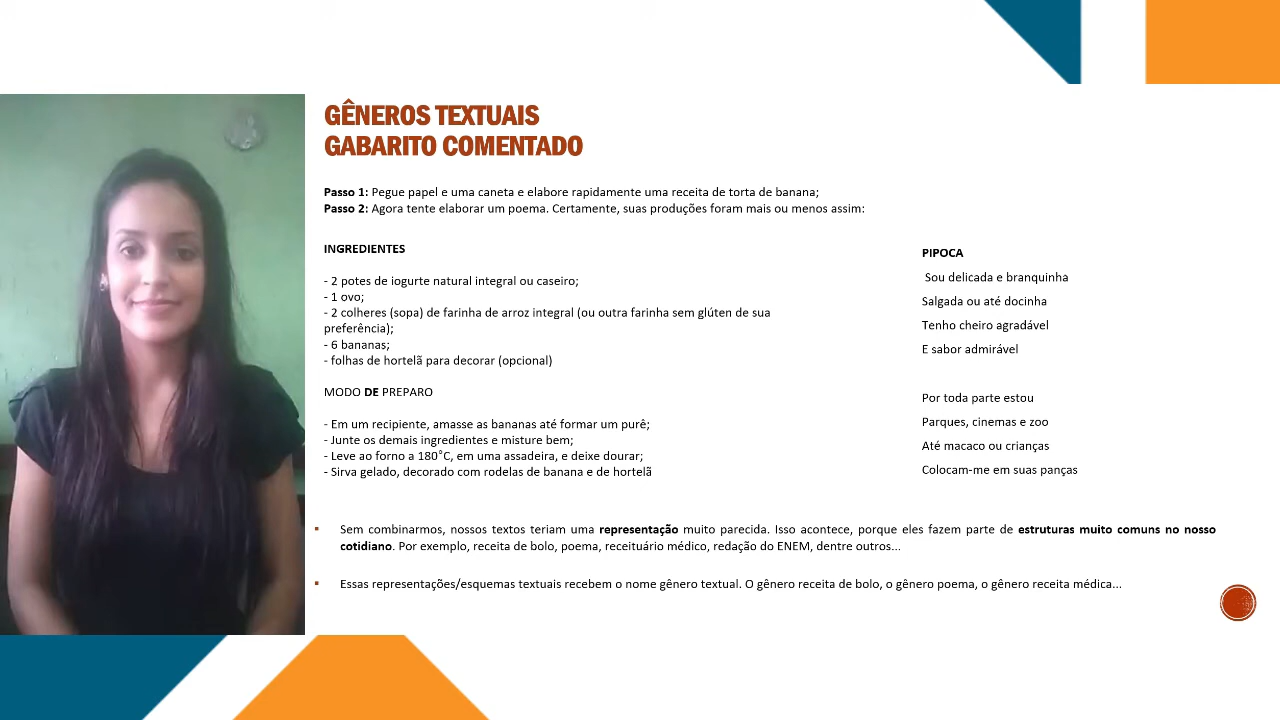 GÊNEROS TEXTUAIS
GABARITO COMENTADO
Passo 1: Pegue papel e uma caneta e elabore rapidamente uma receita de torta de banana;
Passo 2: Agora tente elaborar um poema. Certamente, suas produções foram mais ou menos assim:
INGREDIENTES
- 2 potes de iogurte natural integral ou caseiro;
- 1 ovo;
- 2 colheres (sopa) de farinha de arroz integral (ou outra farinha sem glúten de sua
preferência);
- 6 bananas;
- folhas de hortelã para decorar (opcional)
MODO DE PREPARO
- Em um recipiente, amasse as bananas até formar um purê;
- Junte os demais ingredientes e misture bem;
- Leve ao forno a 180°C, em uma assadeira, e deixe dourar;
- Sirva gelado, decorado com rodelas de banana e de hortelã
PIPOCA
Sou delicada e branquinha
Salgada ou até docinha
Tenho cheiro agradável
E sabor admirável
Por toda parte estou
Parques, cinemas e zoo
Até macaco ou crianças
Colocam-me em suas panças
Sem combinarmos, nossos textos teriam uma representação muito parecida. Isso acontece, porque eles fazem parte de estruturas muito comuns no nosso
cotidiano. Por exemplo, receita de bolo, poema, receituário médico, redação do ENEM, dentre outros...
Essas representações/esquemas textuais recebem o nome gênero textual. O gênero receita de bolo, o gênero poema, o gênero receita médica...